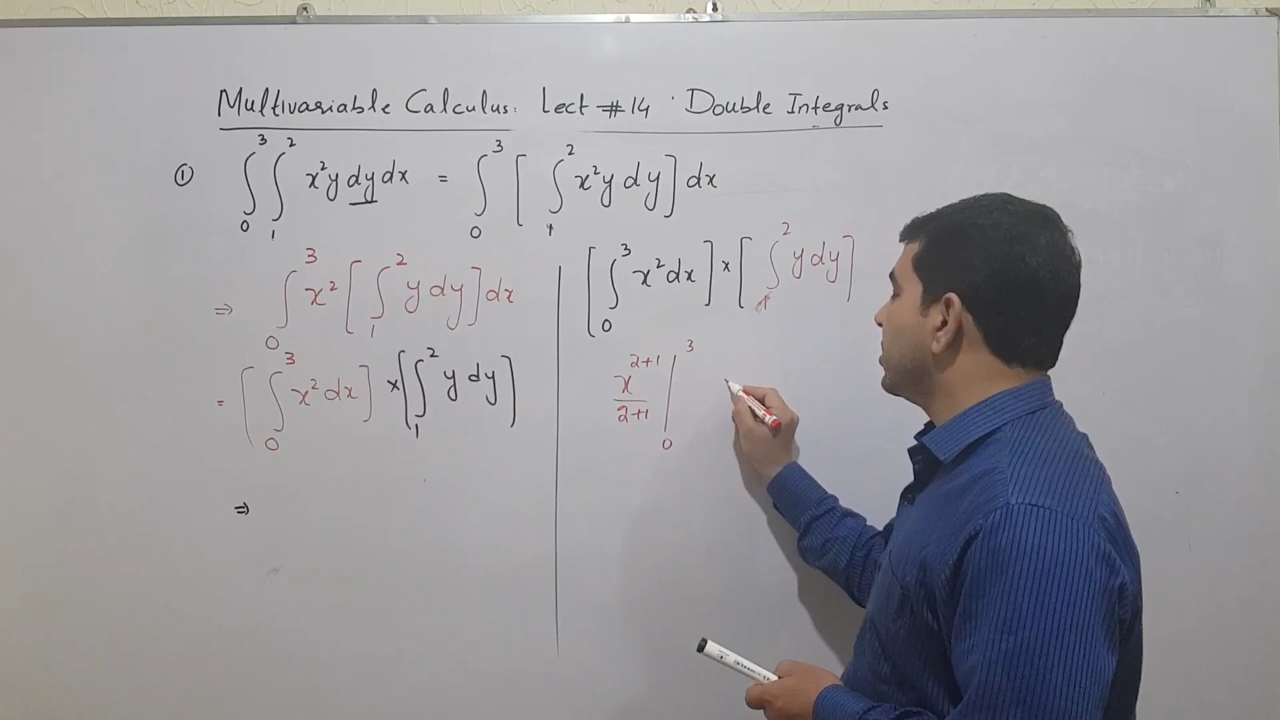 Multivariable Calculus: Lect #14 . Double Integrals
① ∫₀³ ∫₁² x²y dy dx = ∫₀³ [ ∫₁² x²y dy ] dx
⇒ ∫₀³ x² [ ∫₁² y dy ] dx
= [ ∫₀³ x² dx ] × [ ∫₁² y dy ]
⇒
[ ∫₀³ x² dx ] × [ ∫₁² y dy ]
x²⁺¹/2+1 |₀³